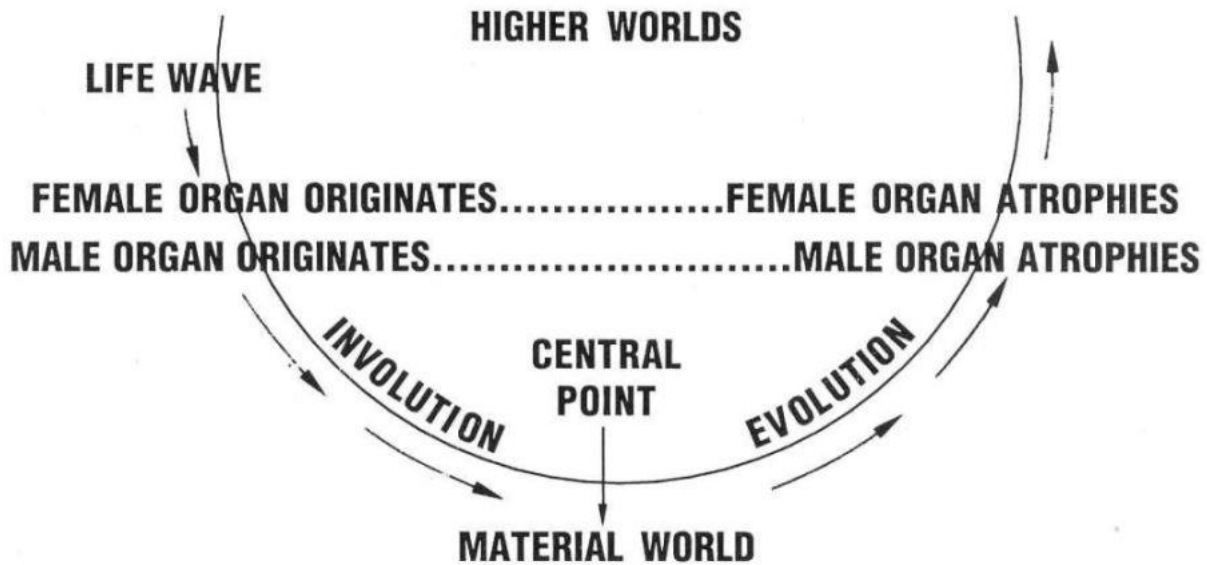 HIGHER WORLDS
LIFE WAVE
FEMALE ORGAN ORIGINATES.................FEMALE ORGAN ATROPHIES
MALE ORGAN ORIGINATES...........................MALE ORGAN ATROPHIES
INVOLUTION
CENTRAL
POINT
EVOLUTION
MATERIAL WORLD